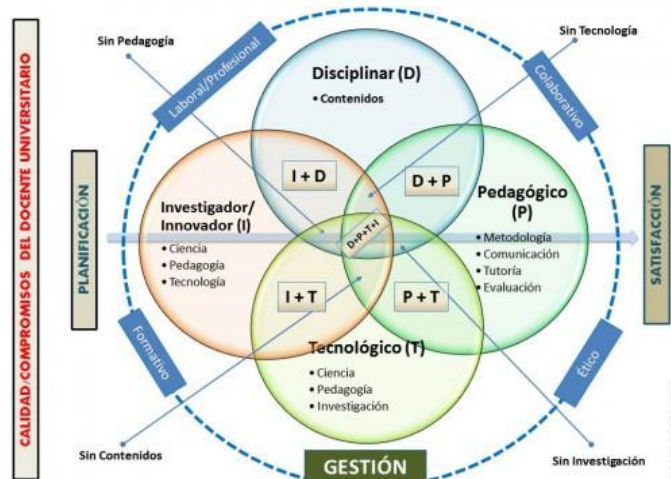 CALIDAD/COMPROMISOS DEL DOCENTE UNIVERSITARIO
PLANIFICACIÓN
Sin Pedagogía
Sin Tecnología
Laboral/Profesional
Colaborativo
Disciplinar (D)
• Contenidos
I + D
D + P
Investigador/
Innovador (I)
• Ciencia
• Pedagogía
• Tecnología
D+P+T+I
Pedagógico
(P)
• Metodología
• Comunicación
• Tutoría
• Evaluación
I + T
P + T
Tecnológico (T)
• Ciencia
• Pedagogía
• Investigación
Formativo
Ético
Sin Contenidos
Sin Investigación
GESTIÓN
SATISFACCIÓN